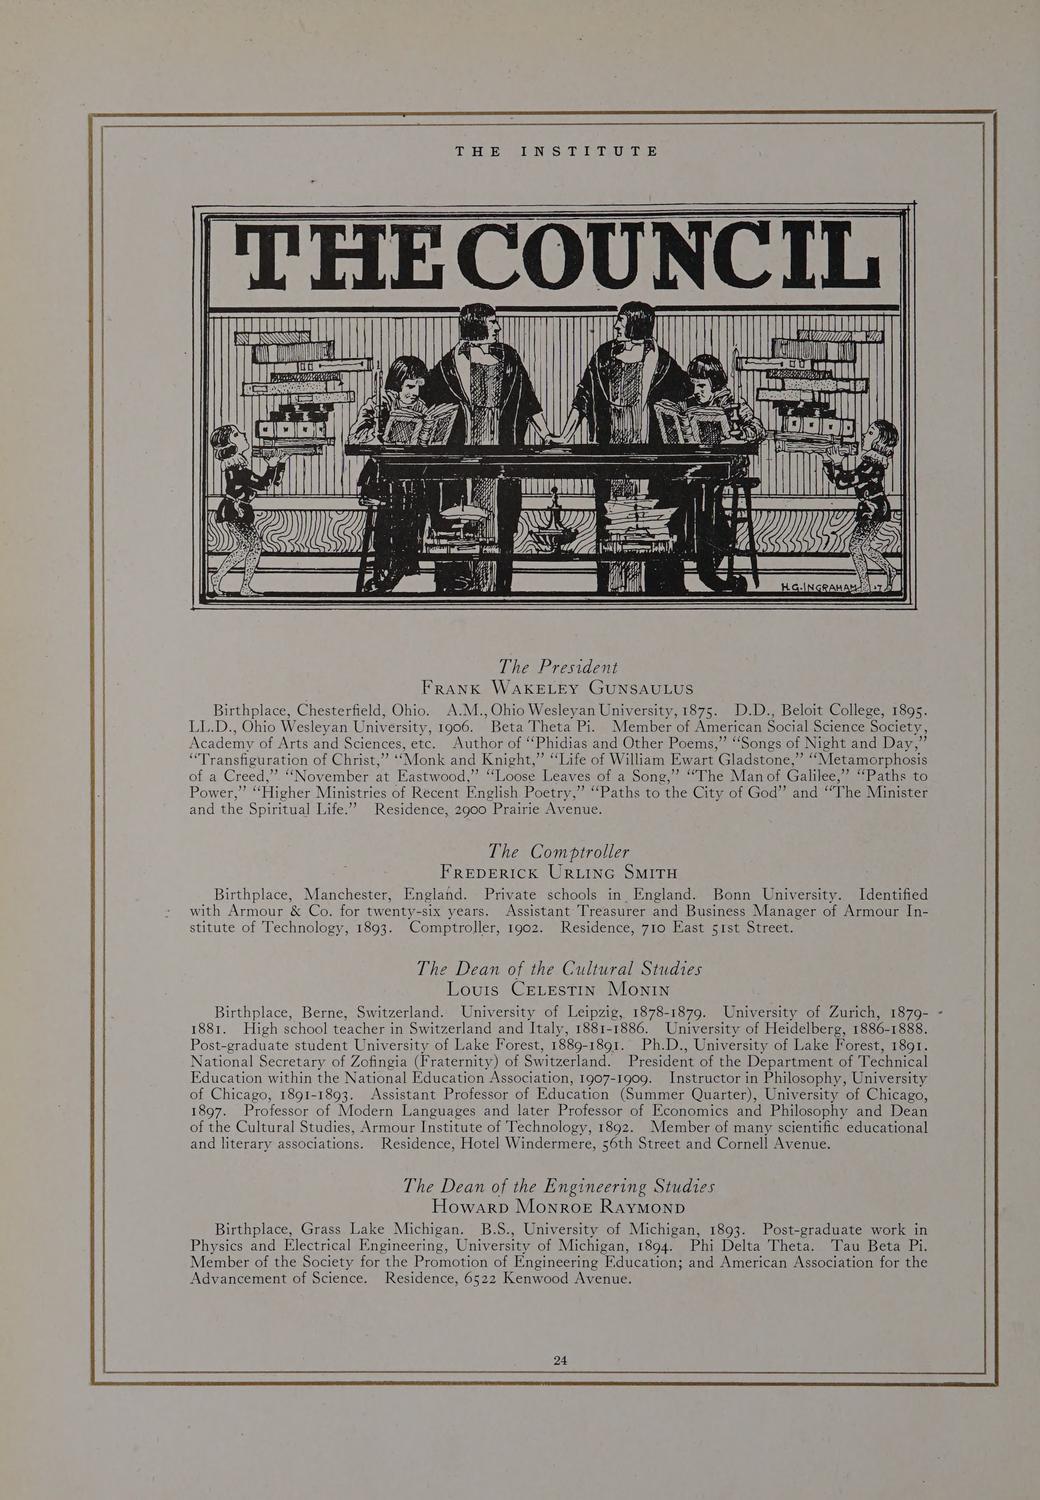 THE INSTITUTE
THE COUNCIL
H.G. INGRAHAM -17
The President
FRANK WAKELEY GUNSAULUS
Birthplace, Chesterfield, Ohio. A.M., Ohio Wesleyan University, 1875. D.D., Beloit College, 1895.
LL.D., Ohio Wesleyan University, 1906. Beta Theta Pi. Member of American Social Science Society,
Academy of Arts and Sciences, etc. Author of “Phidias and Other Poems,” “Songs of Night and Day,”
“Transfiguration of Christ,” “Monk and Knight,” “Life of William Ewart Gladstone,” “Metamorphosis
of a Creed,” “November at Eastwood,” “Loose Leaves of a Song,” “The Man of Galilee,” “Paths to
Power,” “Higher Ministries of Recent English Poetry,” “Paths to the City of God” and “The Minister
and the Spiritual Life.” Residence, 2900 Prairie Avenue.
The Comptroller
FREDERICK URLING SMITH
Birthplace, Manchester, England. Private schools in England. Bonn University. Identified
with Armour & Co. for twenty-six years. Assistant Treasurer and Business Manager of Armour In-
stitute of Technology, 1893. Comptroller, 1902. Residence, 710 East 51st Street.
The Dean of the Cultural Studies
LOUIS CELESTIN MONIN
Birthplace, Berne, Switzerland. University of Leipzig, 1878-1879. University of Zurich, 1879-
1881. High school teacher in Switzerland and Italy, 1881-1886. University of Heidelberg, 1886-1888.
Post-graduate student University of Lake Forest, 1889-1891. Ph.D., University of Lake Forest, 1891.
National Secretary of Zofingia (Fraternity) of Switzerland. President of the Department of Technical
Education within the National Education Association, 1907-1909. Instructor in Philosophy, University
of Chicago, 1891-1893. Assistant Professor of Education (Summer Quarter), University of Chicago,
1897. Professor of Modern Languages and later Professor of Economics and Philosophy and Dean
of the Cultural Studies, Armour Institute of Technology, 1892. Member of many scientific educational
and literary associations. Residence, Hotel Windermere, 56th Street and Cornell Avenue.
The Dean of the Engineering Studies
HOWARD MONROE RAYMOND
Birthplace, Grass Lake Michigan. B.S., University of Michigan, 1893. Post-graduate work in
Physics and Electrical Engineering, University of Michigan, 1894. Phi Delta Theta. Tau Beta Pi.
Member of the Society for the Promotion of Engineering Education; and American Association for the
Advancement of Science. Residence, 6522 Kenwood Avenue.
24